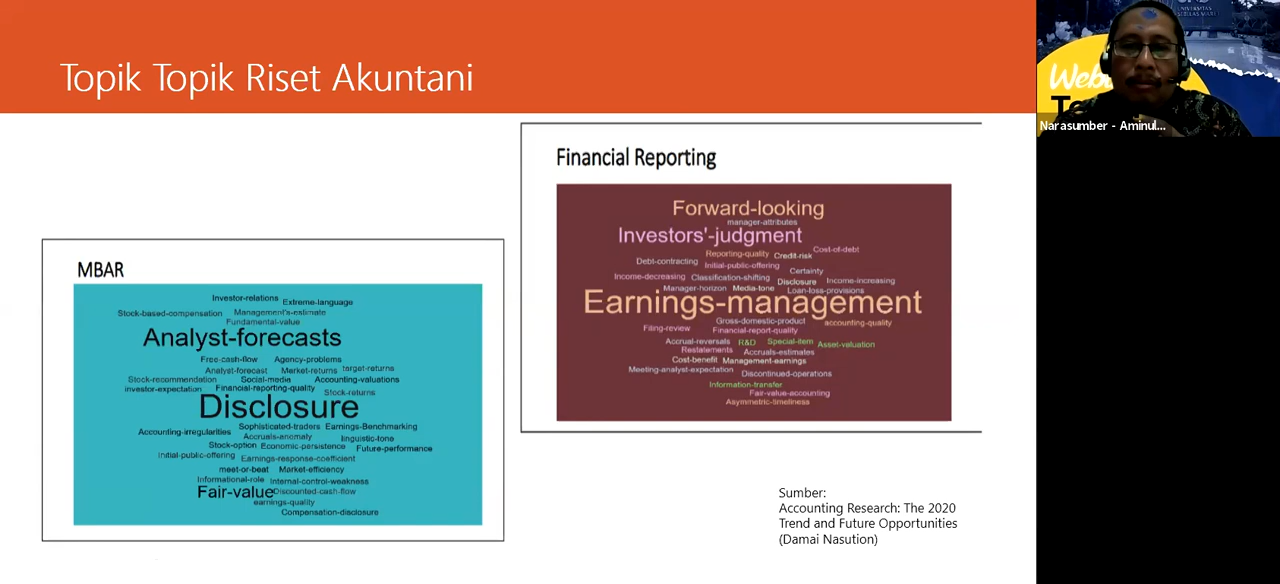 Topik Topik Riset Akuntani
MBAR
Investor-relations Extreme-language
Stock-based-compensation Management's-estimate
Fundamental-value
Analyst-forecasts
Free-cash-flow Agency-problems
Analyst-forecast Market-returns target-returns
Stock-recommendation Social-media Accounting-valuations
investor-expectation Financial-reporting-quality Stock-returns
Disclosure
Sophisticated-traders Earnings-Benchmarking
Accounting-irregularities Accruals-anomaly linguistic-tone
Stock-option Economic-persistence Future-performance
Initial-public-offering Earnings-response-coefficient
meet-or-beat Market-efficiency
Informational-role Internal-control-weakness
Fair-value Discounted-cash-flow
earnings-quality
Compensation-disclosure
Financial Reporting
Forward-looking
manager-attributes
Investors'-judgment
Cost-of-debt
Reporting-quality Credit-risk
Debt-contracting Initial-public-offering
Certainty
Income-decreasing Classification-shifting Disclosure Income-increasing
Manager-horizon Media-tone Loan-loss-provisions
Earnings-management
Gross-domestic-product accounting-quality
Filing-review Financial-report-quality
Accrual-reversals R&D Special-item Asset-valuation
Restatements Accruals-estimates
Cost-benefit Management-earnings
Meeting-analyst-expectation Discontinued-operations
Information-transfer
Fair-value-accounting
Asymmetric-timeliness
Sumber:
Accounting Research: The 2020
Trend and Future Opportunities
(Damai Nasution)
UNIVERSITAS
Narasumber - Aminul...